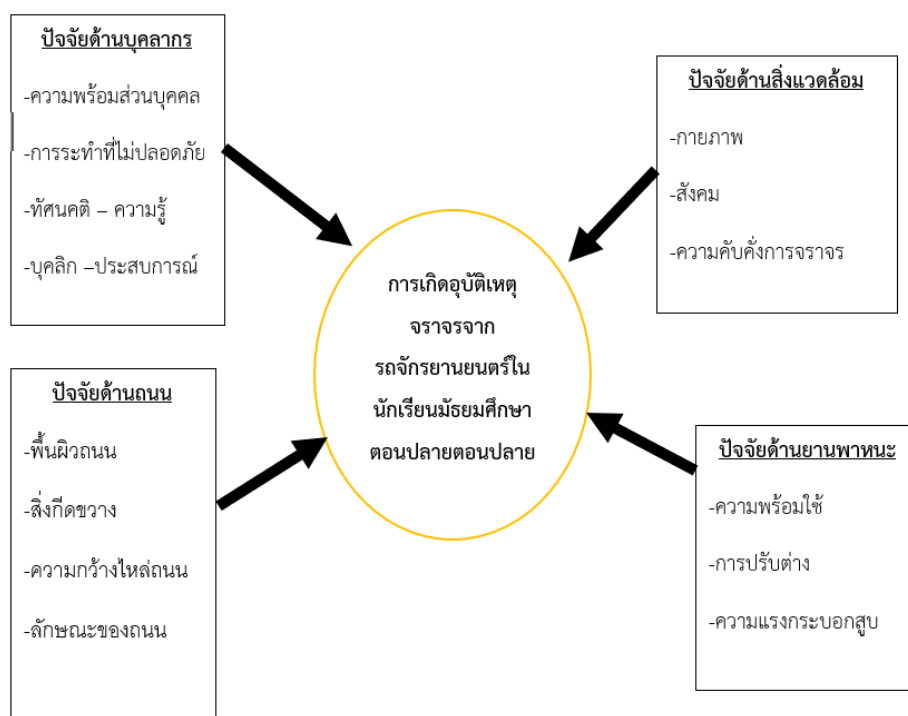 ปัจจัยด้านบุคลากร
-ความพร้อมส่วนบุคคล
-การระทำที่ไม่ปลอดภัย
-ทัศนคติ – ความรู้
-บุคลิก –ประสบการณ์
ปัจจัยด้านสิ่งแวดล้อม
-กายภาพ
-สังคม
-ความคับคั่งการจราจร
การเกิดอุบัติเหตุ
จราจรจาก
รถจักรยานยนตร์ใน
นักเรียนมัธยมศึกษา
ตอนปลายตอนปลาย
ปัจจัยด้านถนน
-พื้นผิวถนน
-สิ่งกีดขวาง
-ความกว้างไหล่ถนน
-ลักษณะของถนน
ปัจจัยด้านยานพาหนะ
-ความพร้อมใช้
-การปรับต่าง
-ความแรงกระบอกสูบ